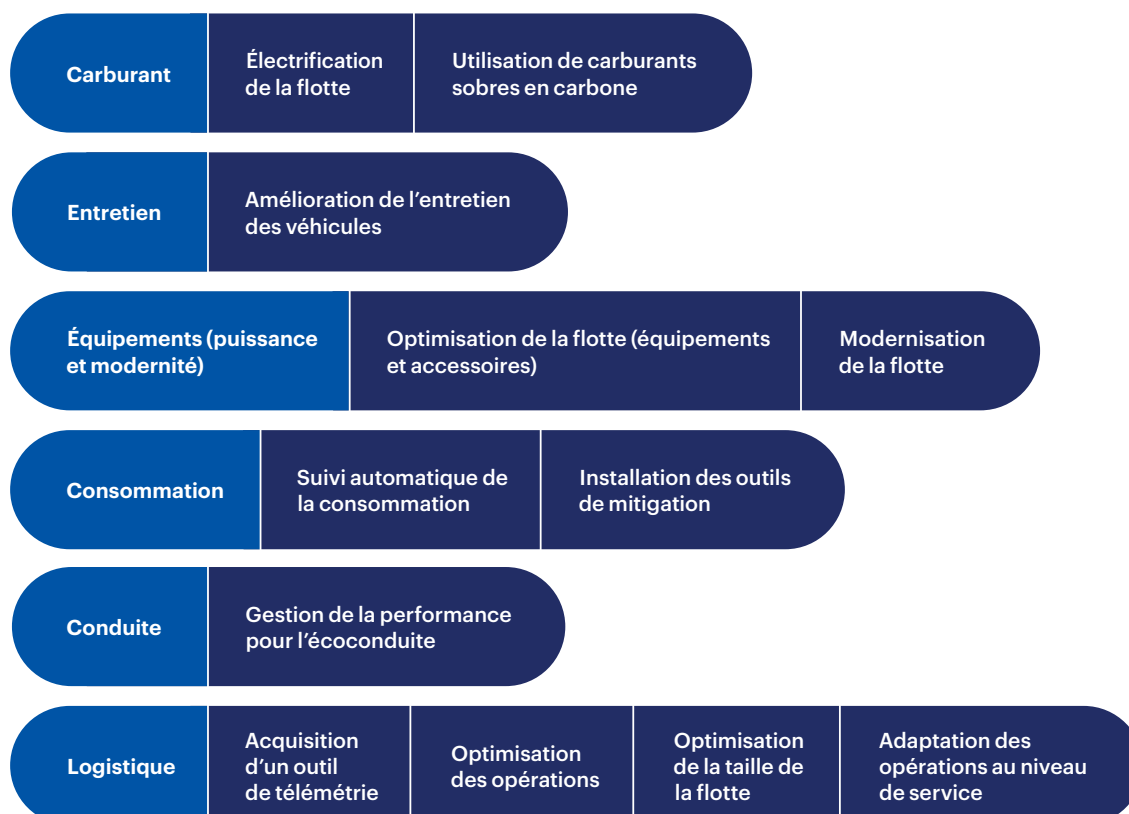 Carburant
Électrification
de la flotte
Utilisation de carburants
sobres en carbone
Entretien
Amélioration de l’entretien
des véhicules
Équipements (puissance
et modernité)
Optimisation de la flotte (équipements
et accessoires)
Modernisation
de la flotte
Consommation
Suivi automatique de
la consommation
Installation des outils
de mitigation
Conduite
Gestion de la performance
pour l’écoconduite
Logistique
Acquisition
d’un outil
de télémétrie
Optimisation
des opérations
Optimisation
de la taille de
la flotte
Adaptation des
opérations au niveau
de service